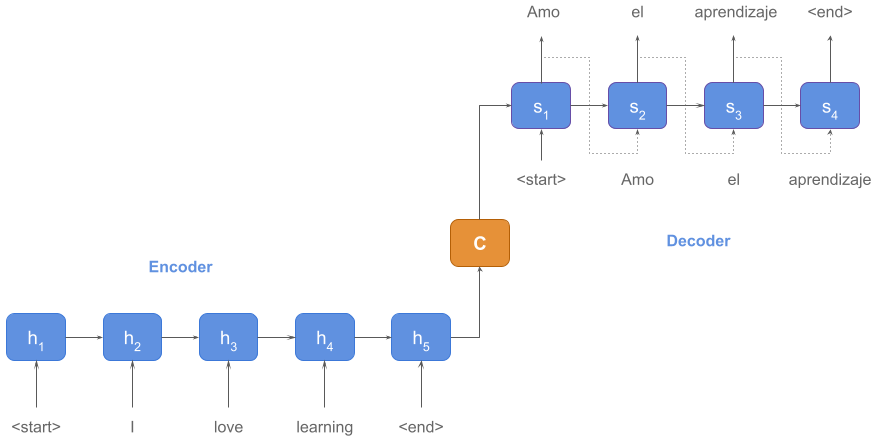 Amo el aprendizaje <end>
s1 s2 s3 s4
<start> Amo el aprendizaje
C
Decoder
Encoder
h1 h2 h3 h4 h5
<start> I love learning <end>